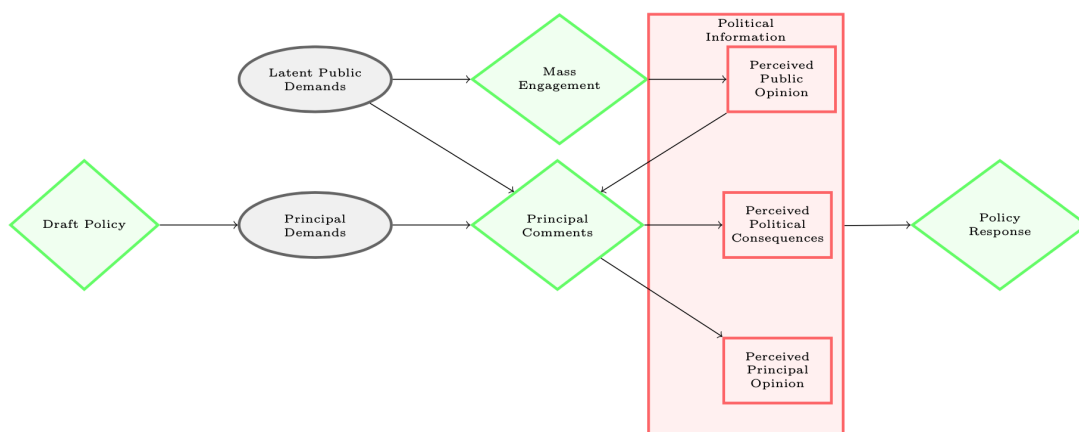 Political
Information
Latent Public
Demands
Mass
Engagement
Perceived
Public
Opinion
Draft Policy
Principal
Demands
Principal
Comments
Perceived
Political
Consequences
Policy
Response
Perceived
Principal
Opinion